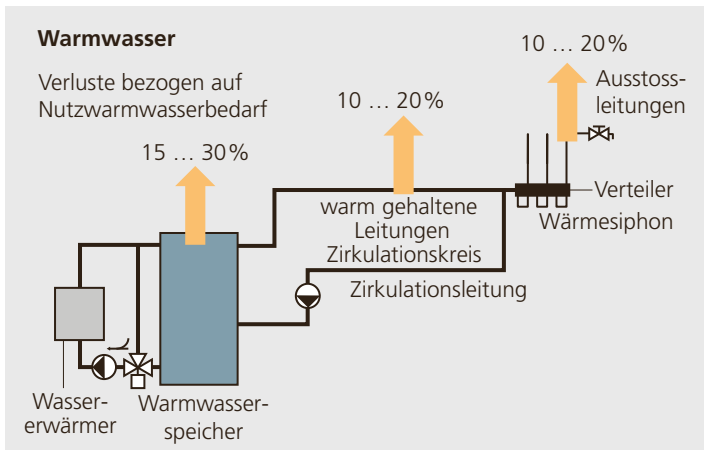 Warmwasser
Verluste bezogen auf
Nutzwarmwasserbedarf
15 … 30 %
10 … 20 %
10 … 20 %
Ausstoss-
leitungen
Verteiler
Wärmesiphon
warm gehaltene
Leitungen
Zirkulationskreis
Zirkulationsleitung
Wasser-
erwärmer
Warmwasser-
speicher